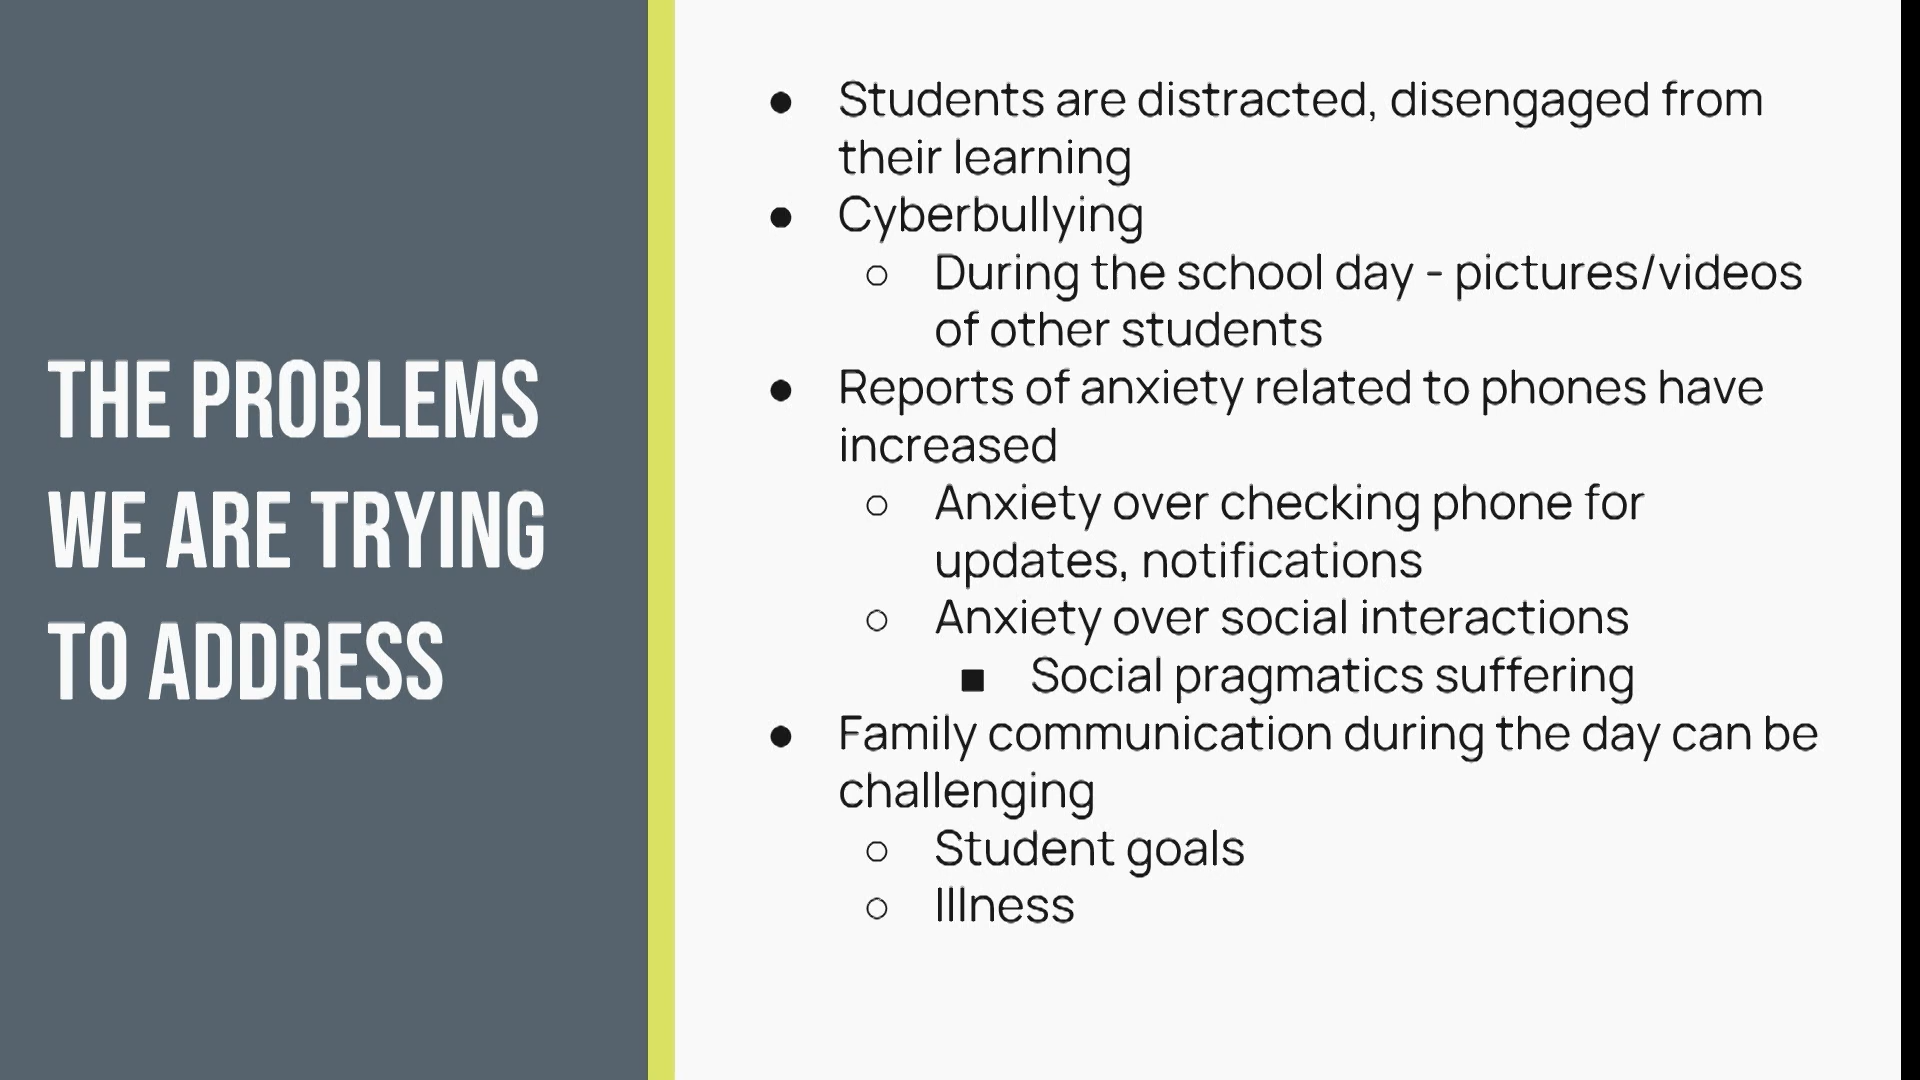 THE PROBLEMS
WE ARE TRYING
TO ADDRESS
● Students are distracted, disengaged from
their learning
● Cyberbullying
○ During the school day - pictures/videos
of other students
● Reports of anxiety related to phones have
increased
○ Anxiety over checking phone for
updates, notifications
○ Anxiety over social interactions
■ Social pragmatics suffering
● Family communication during the day can be
challenging
○ Student goals
○ Illness